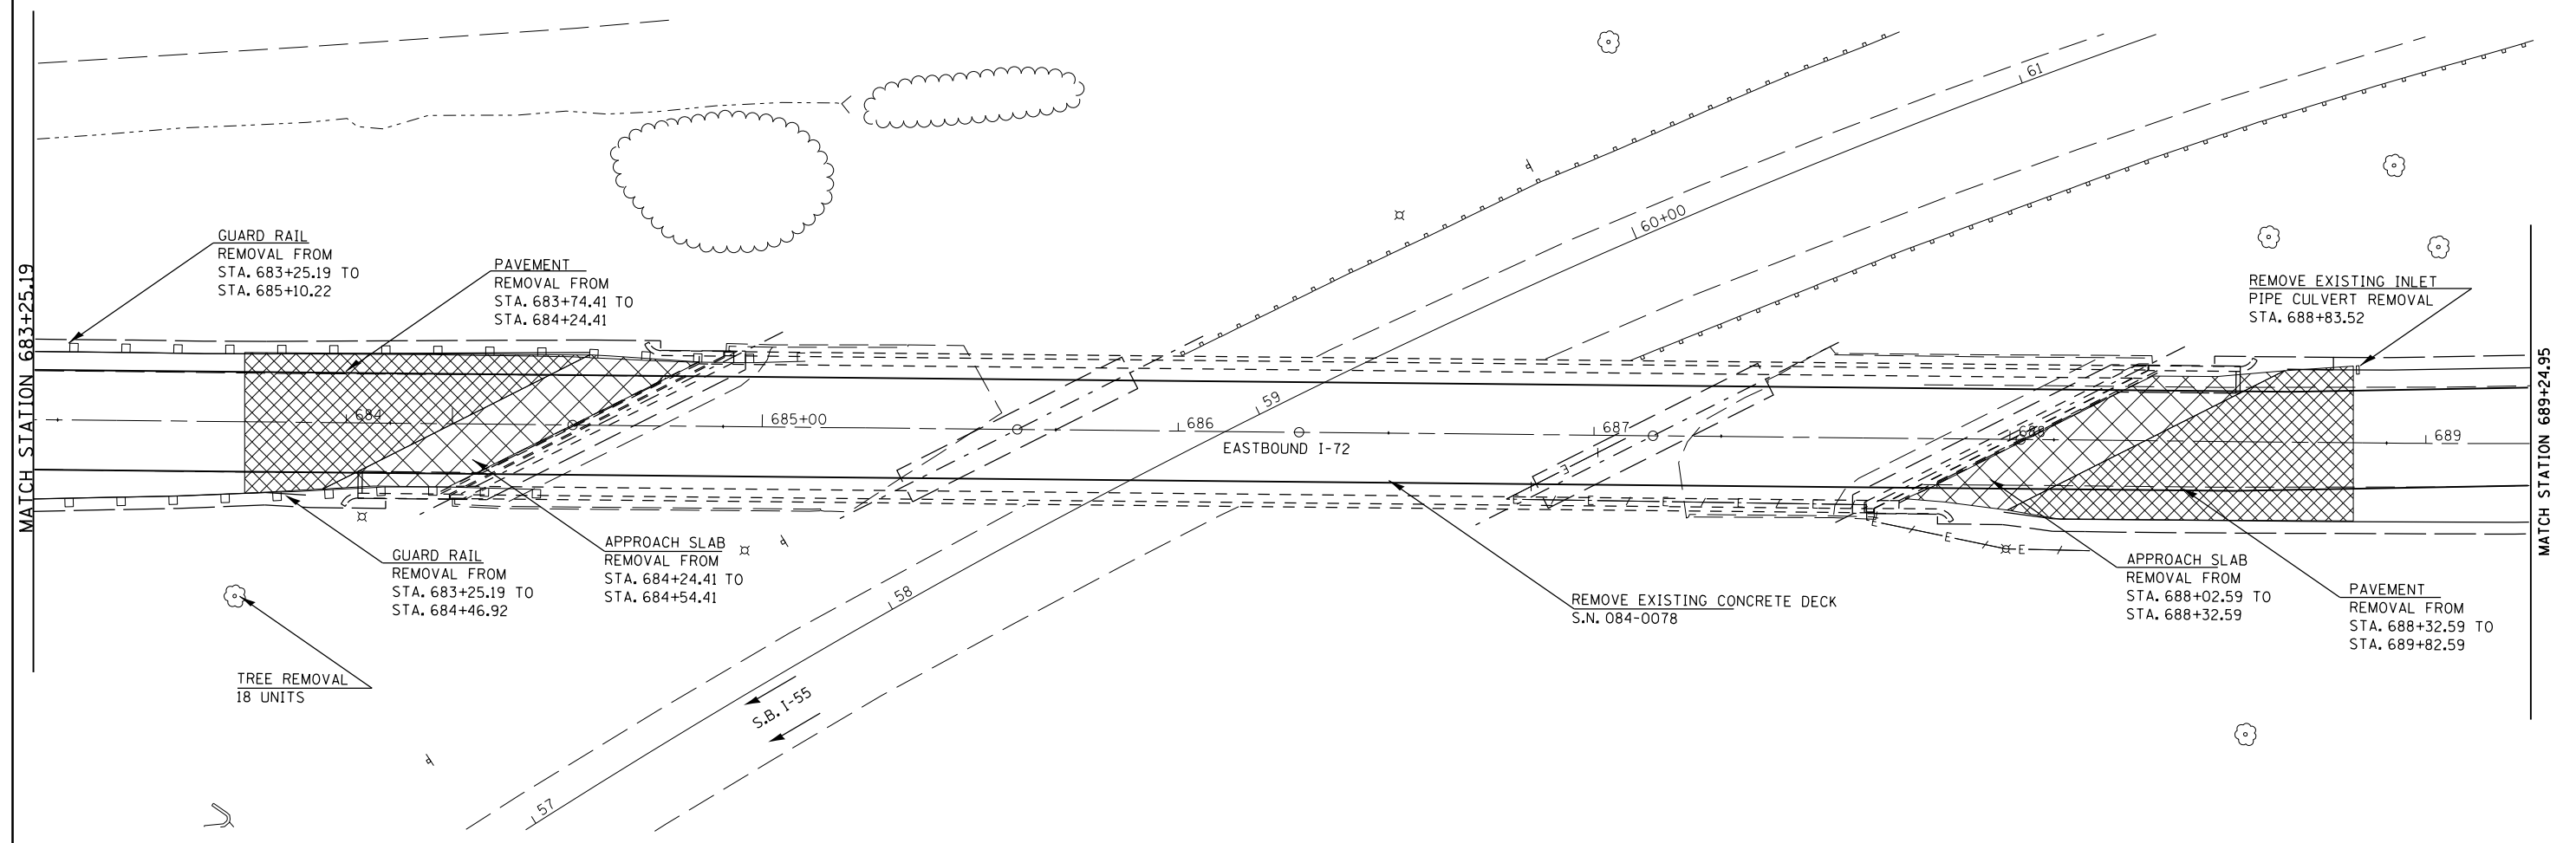 MATCH STATION 683+25.19
GUARD RAIL
REMOVAL FROM
STA. 683+25.19 TO
STA. 685+10.22
PAVEMENT
REMOVAL FROM
STA. 683+74.41 TO
STA. 684+24.41
61
60+00
REMOVE EXISTING INLET
PIPE CULVERT REMOVAL
STA. 688+83.52
MATCH STATION 689+24.95
684
685+00
686
59
687
688
689
EASTBOUND I-72
E
E
E
E
E
E
E
E
E
E
GUARD RAIL
REMOVAL FROM
STA. 683+25.19 TO
STA. 684+46.92
APPROACH SLAB
REMOVAL FROM
STA. 684+24.41 TO
STA. 684+54.41
58
REMOVE EXISTING CONCRETE DECK
S.N. 084-0078
APPROACH SLAB
REMOVAL FROM
STA. 688+02.59 TO
STA. 688+32.59
PAVEMENT
REMOVAL FROM
STA. 688+32.59 TO
STA. 689+82.59
TREE REMOVAL
18 UNITS
S.B. I-55
57